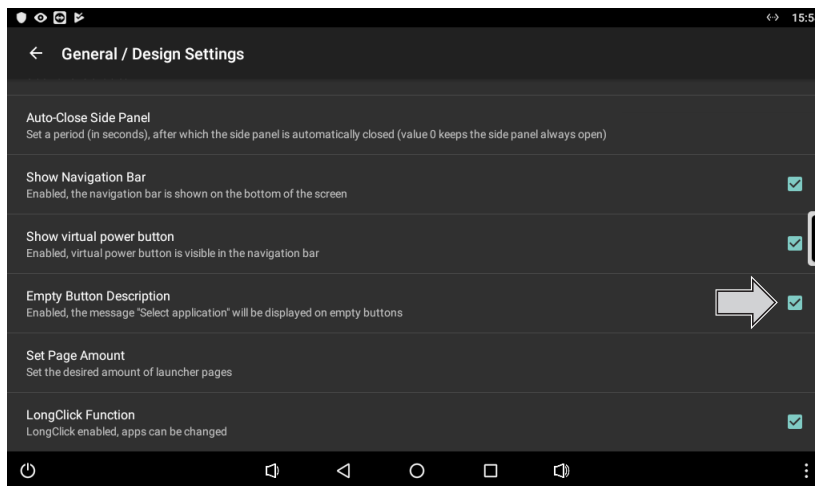 15:5
General / Design Settings
Auto-Close Side Panel
Set a period (in seconds), after which the side panel is automatically closed (value 0 keeps the side panel always open)
Show Navigation Bar
Enabled, the navigation bar is shown on the bottom of the screen
Show virtual power button
Enabled, virtual power button is visible in the navigation bar
Empty Button Description
Enabled, the message "Select application" will be displayed on empty buttons
Set Page Amount
Set the desired amount of launcher pages
LongClick Function
LongClick enabled, apps can be changed